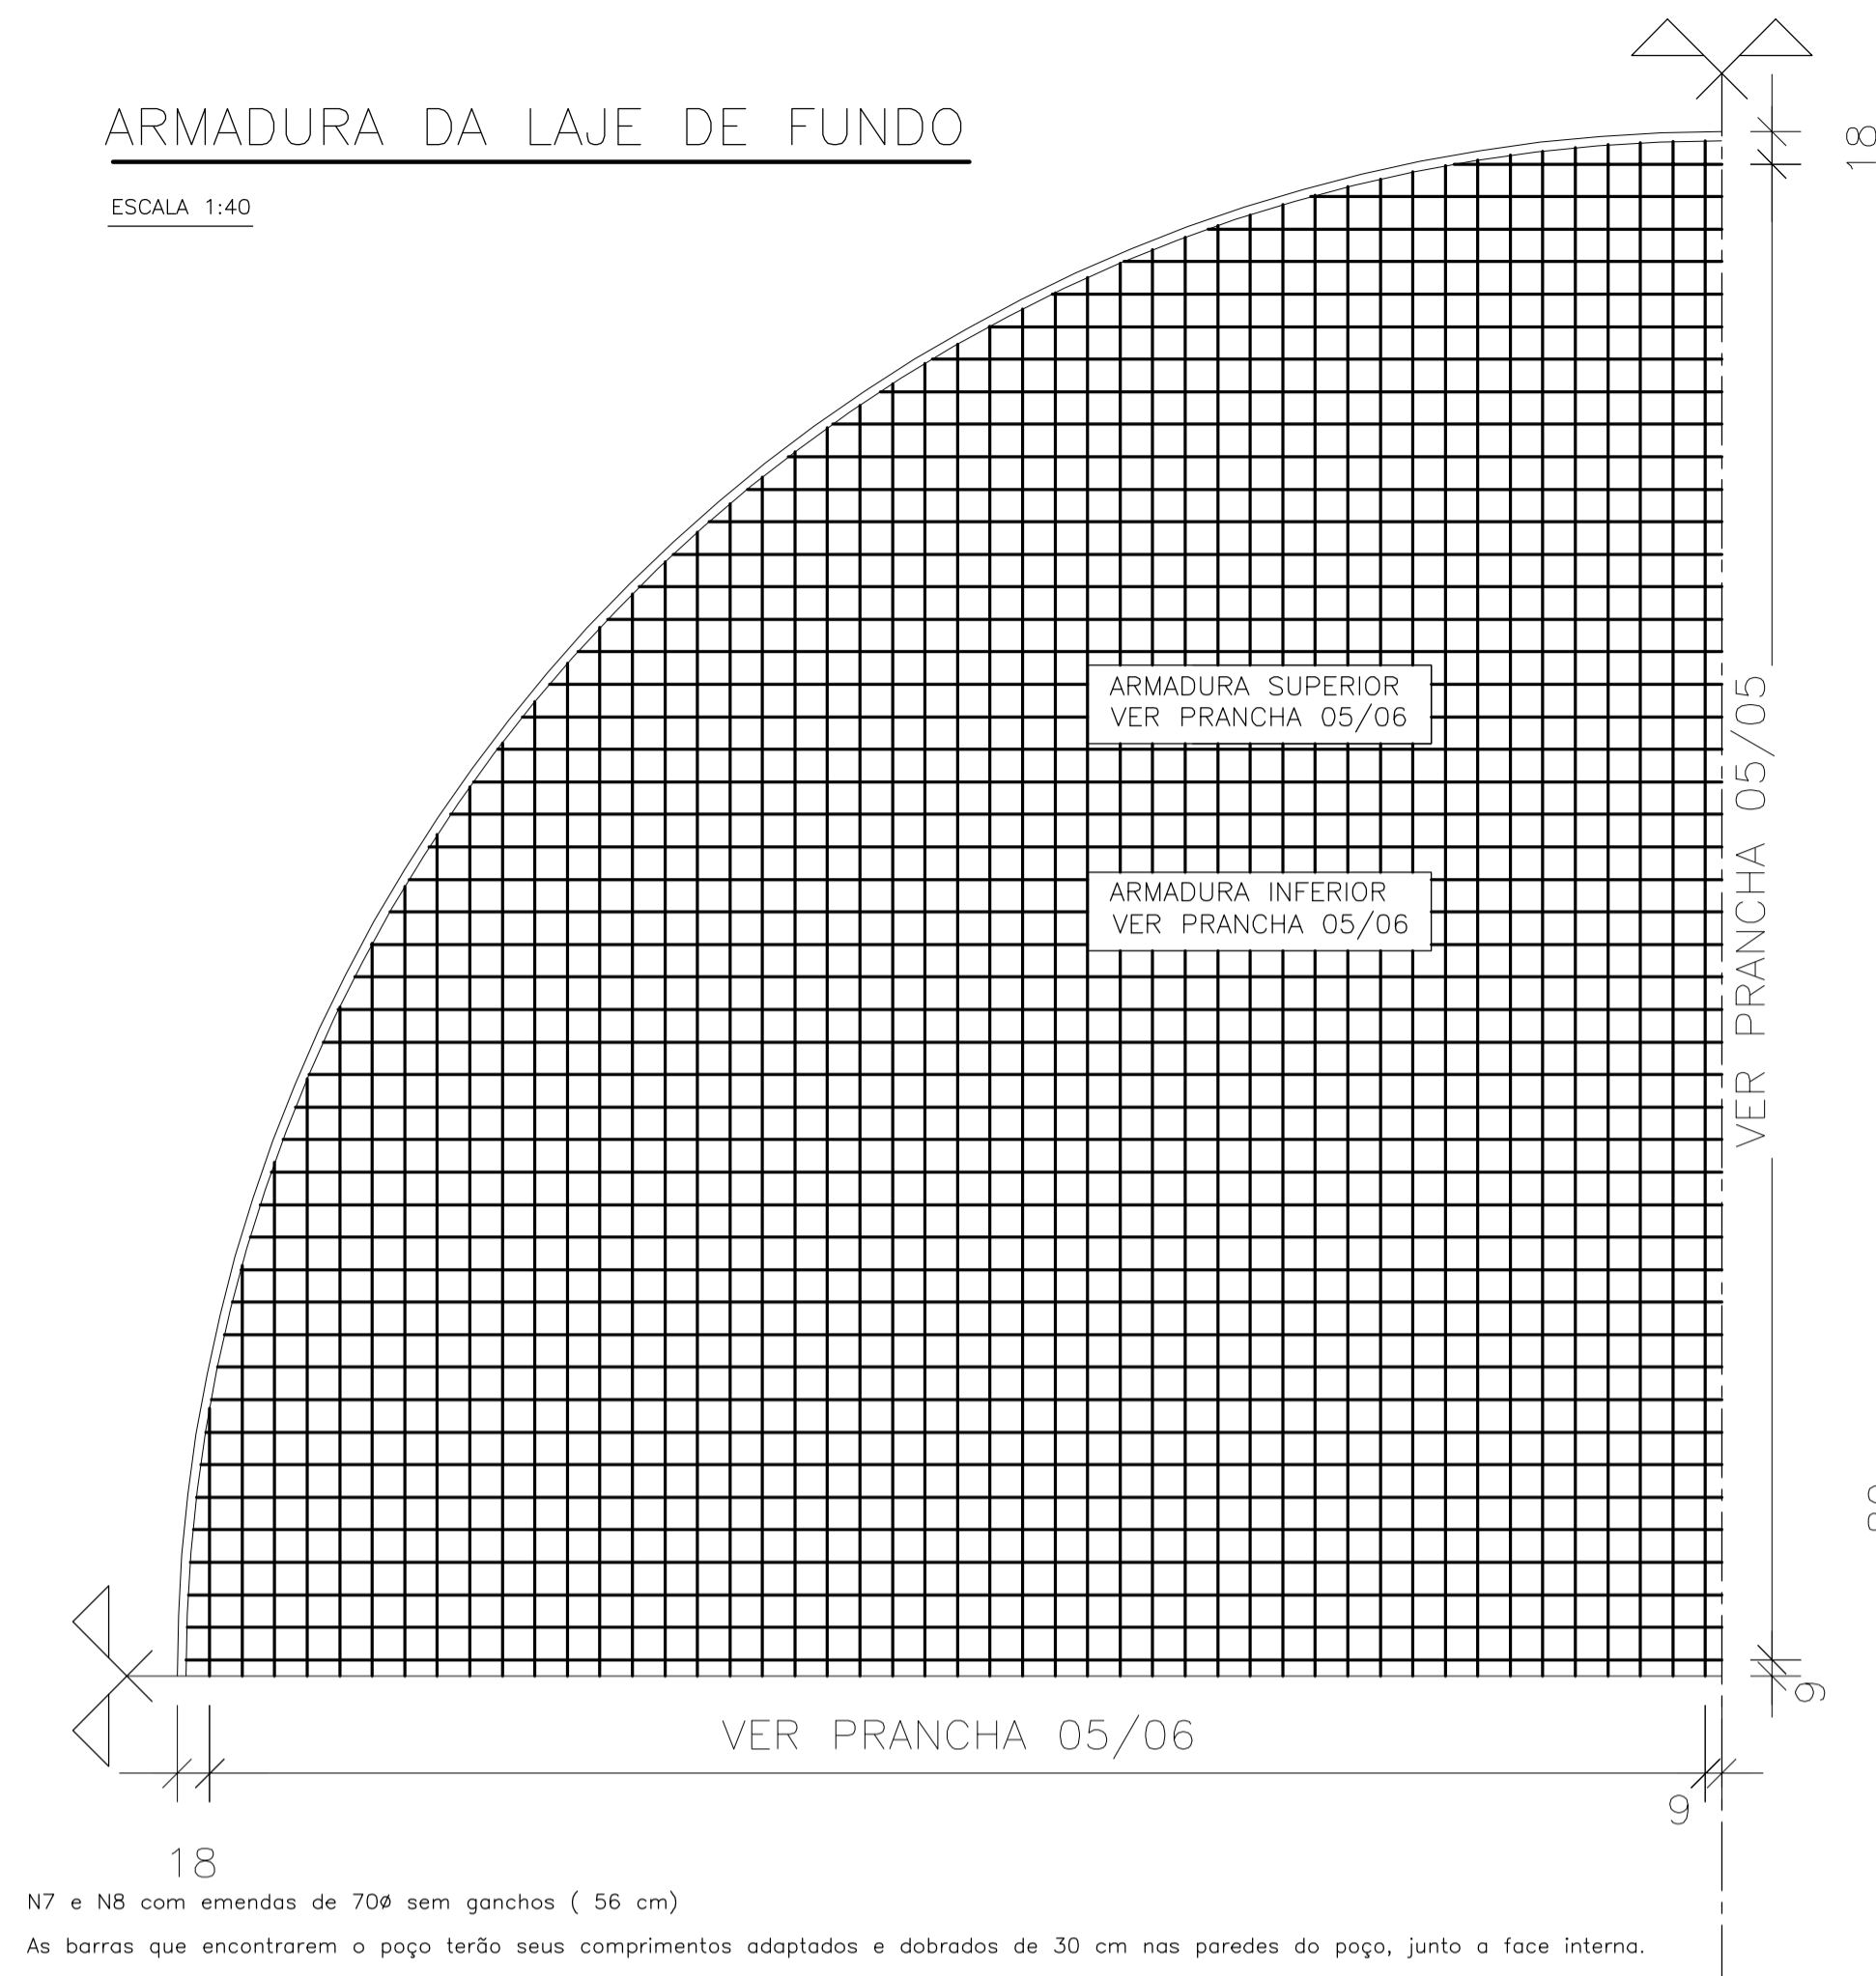 ARMADURA DA LAJE DE FUNDO
ESCALA 1:40
18
ARMADURA SUPERIOR
VER PRANCHA 05/06
ARMADURA INFERIOR
VER PRANCHA 05/06
VER PRANCHA 05/05
9
VER PRANCHA 05/06
9
18
N7 e N8 com emendas de 70ø sem ganchos ( 56 cm)
As barras que encontrarem o poço terão seus comprimentos adaptados e dobrados de 30 cm nas paredes do poço, junto a face interna.